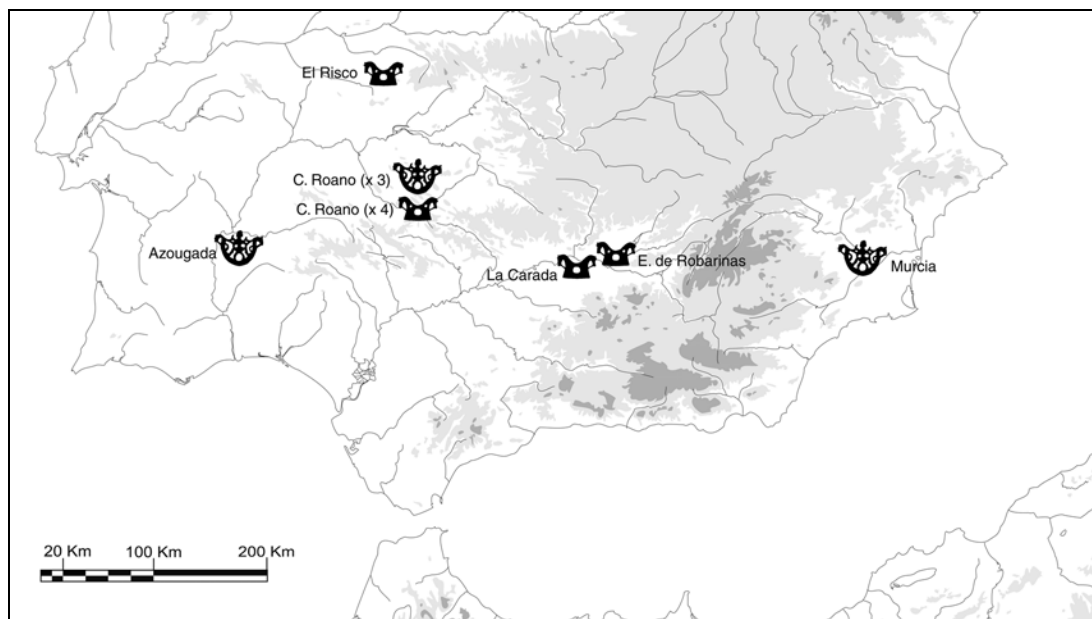 El Risco
C. Roano (x 3)
C. Roano (x 4)
Azougada
La Carada
E. de Robarinas
Murcia
20 Km
100 Km
200 Km